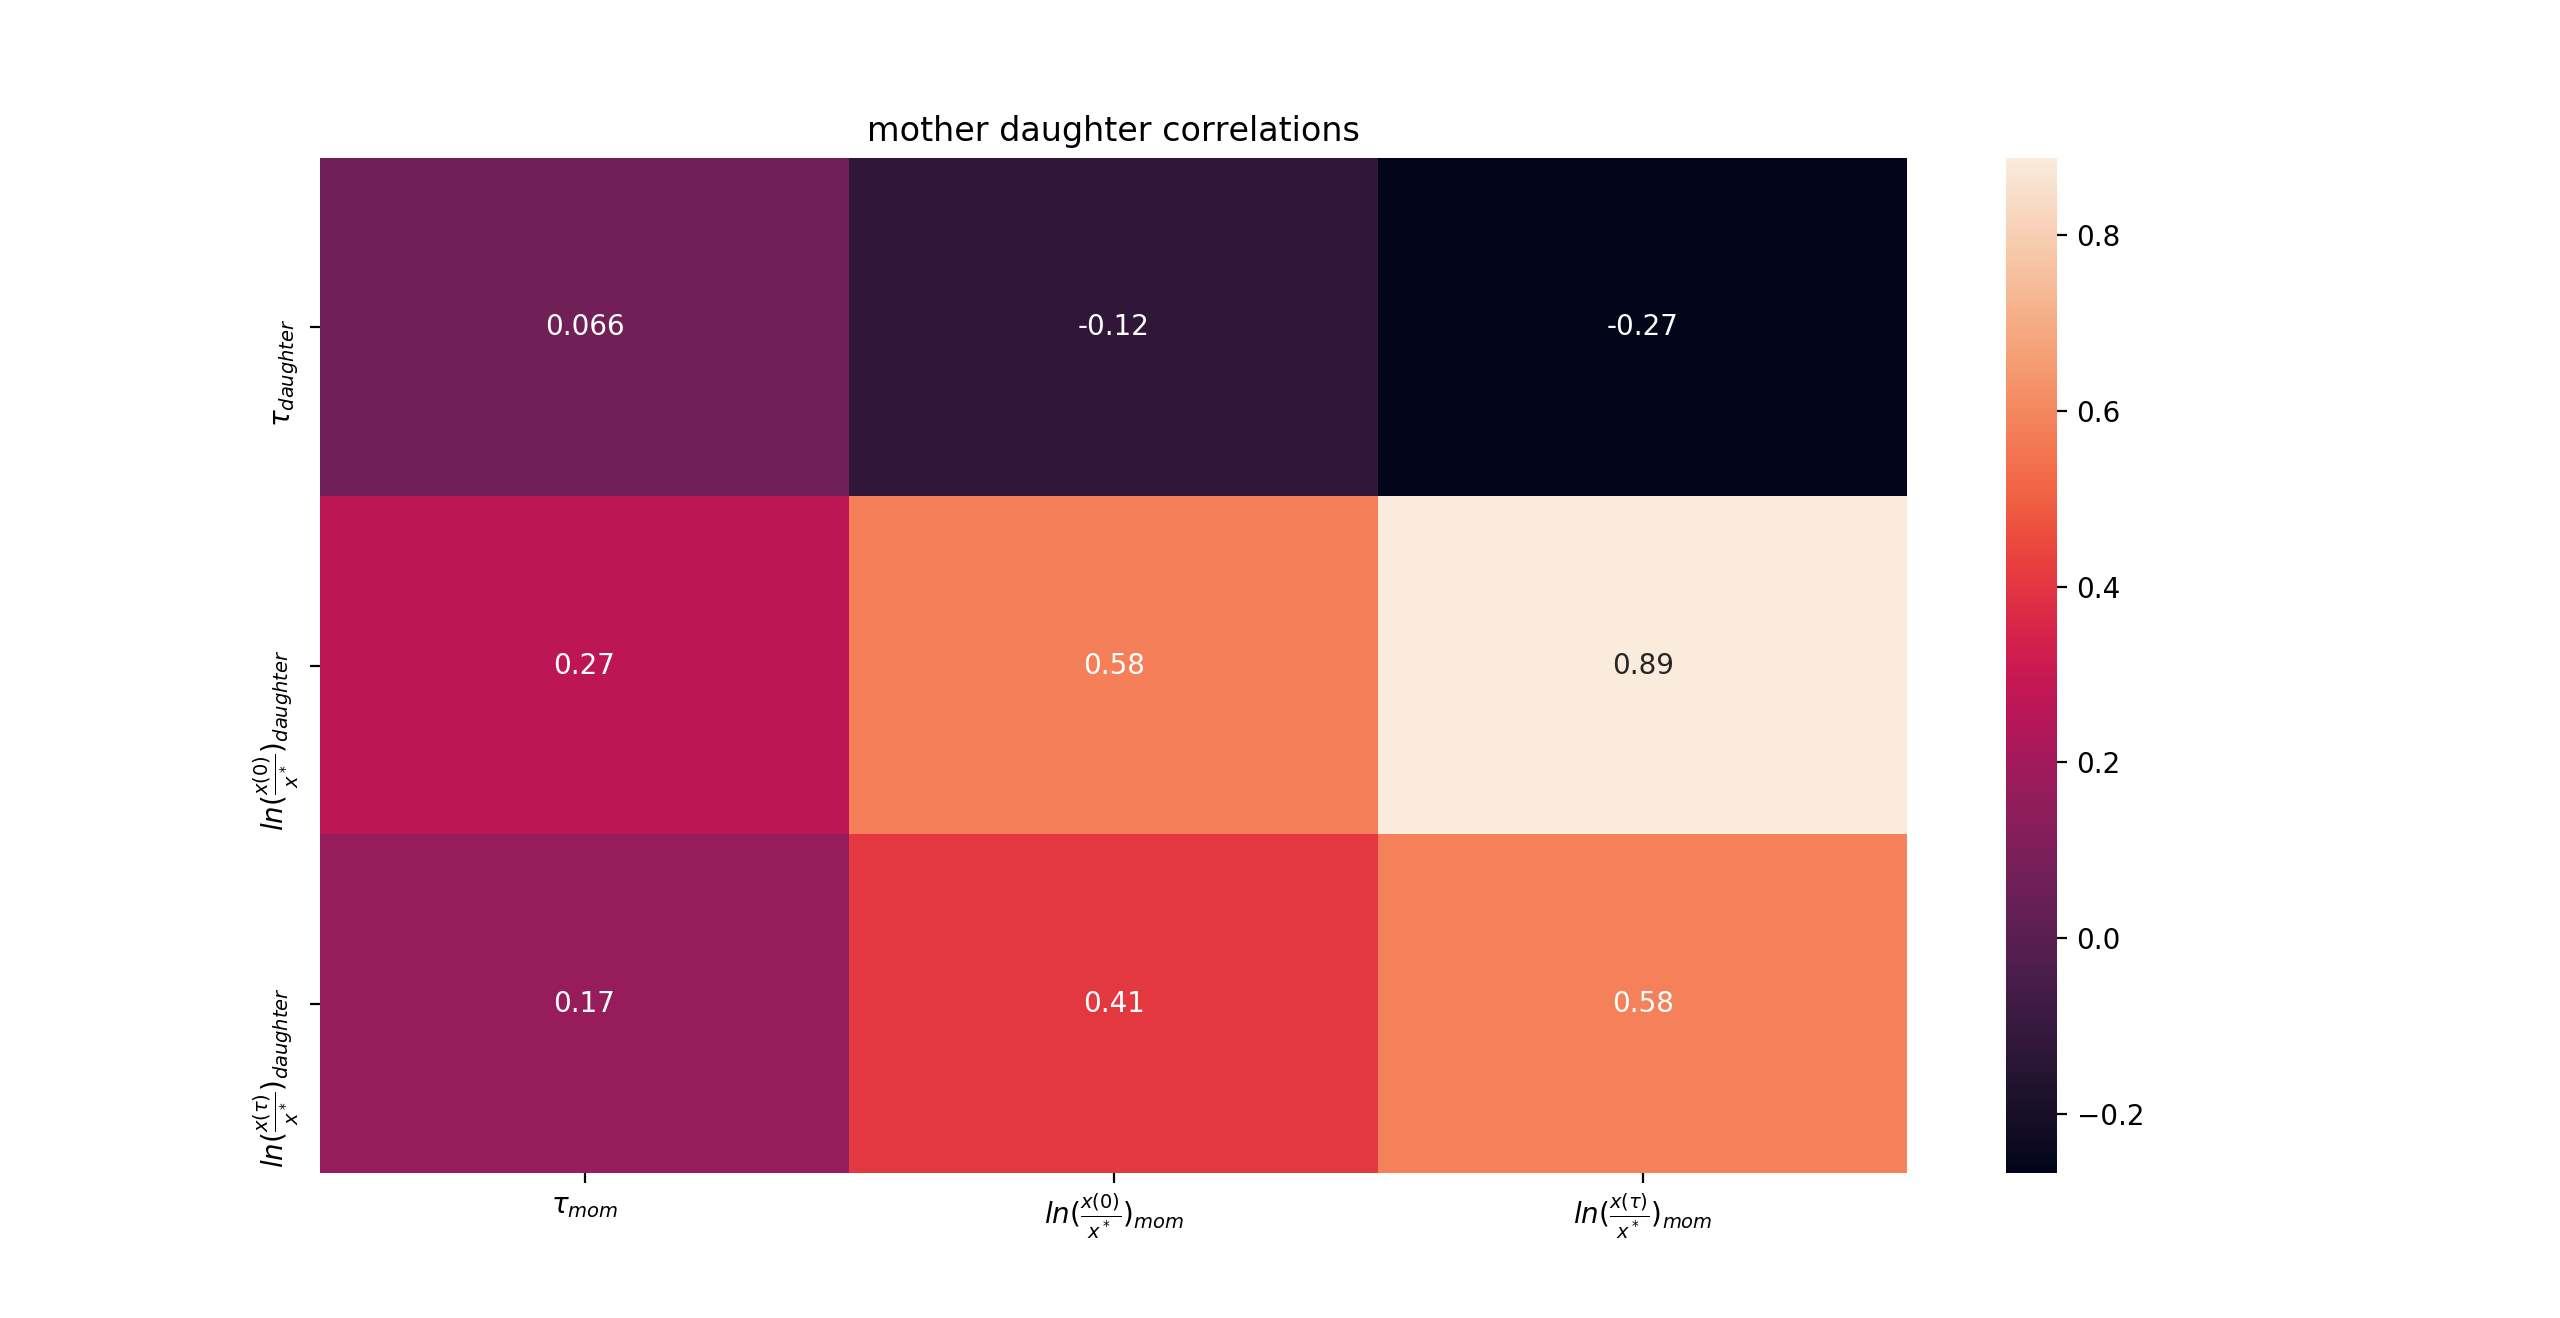 mother daughter correlations
τ_daughter
0.066 -0.12 -0.27
ln(x(0)/x*)_daughter
0.27 0.58 0.89
ln(x(τ)/x*)_daughter
0.17 0.41 0.58
τ_mom ln(x(0)/x*)_mom ln(x(τ)/x*)_mom
0.8
0.6
0.4
0.2
0.0
−0.2